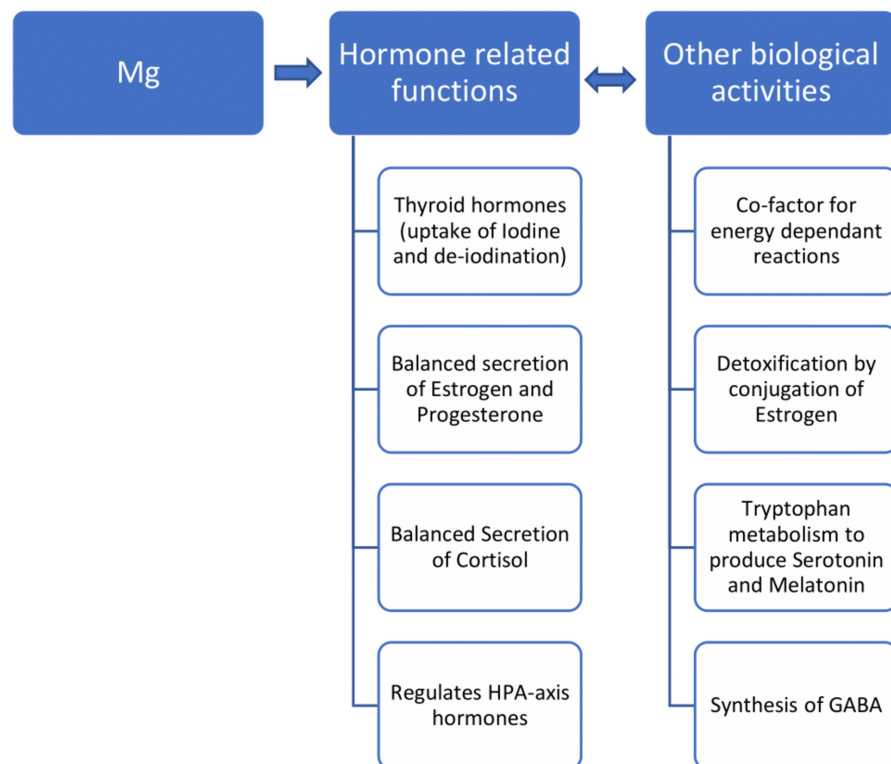 Mg
Hormone related
functions
Other biological
activities
Thyroid hormones
(uptake of Iodine
and de-iodination)
Balanced secretion
of Estrogen and
Progesterone
Balanced Secretion
of Cortisol
Regulates HPA-axis
hormones
Co-factor for
energy dependant
reactions
Detoxification by
conjugation of
Estrogen
Tryptophan
metabolism to
produce Serotonin
and Melatonin
Synthesis of GABA